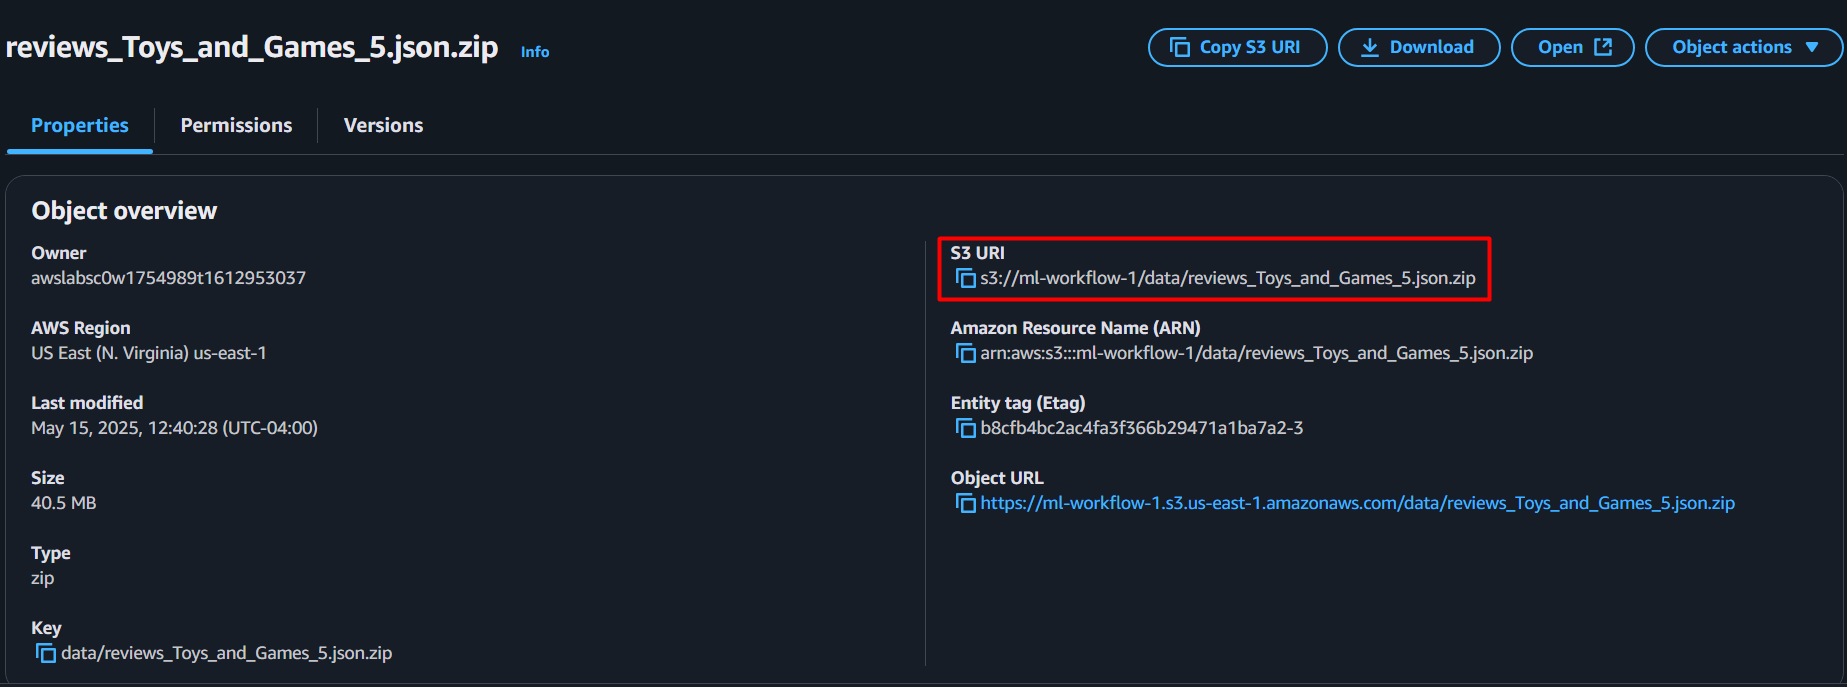 reviews_Toys_and_Games_5.json.zip Info
Copy S3 URI
Download
Open
Object actions
Properties
Permissions
Versions
Object overview
Owner
awslabsc0w1754989t1612953037
AWS Region
US East (N. Virginia) us-east-1
Last modified
May 15, 2025, 12:40:28 (UTC-04:00)
Size
40.5 MB
Type
zip
Key
data/reviews_Toys_and_Games_5.json.zip
S3 URI
s3://ml-workflow-1/data/reviews_Toys_and_Games_5.json.zip
Amazon Resource Name (ARN)
arn:aws:s3:::ml-workflow-1/data/reviews_Toys_and_Games_5.json.zip
Entity tag (Etag)
b8cfb4bc2ac4fa3f366b29471a1ba7a2-3
Object URL
https://ml-workflow-1.s3.us-east-1.amazonaws.com/data/reviews_Toys_and_Games_5.json.zip